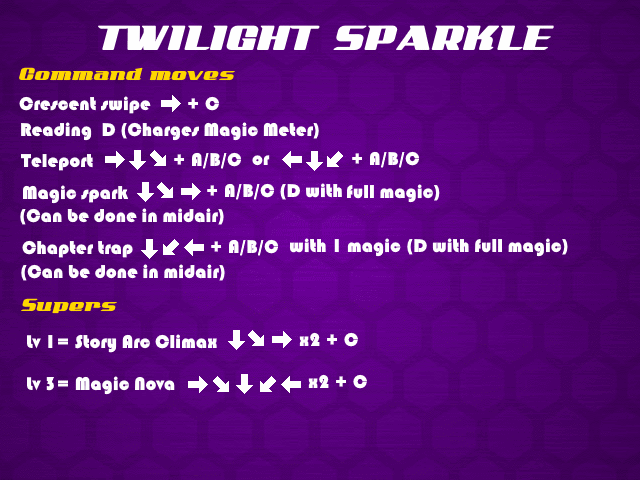 TWILIGHT SPARKLE
Command moves
Crescent swipe ➡ + C
Reading D (Charges Magic Meter)
Teleport ➡⬇↘ + A/B/C or ⬅⬇↙ + A/B/C
Magic spark ⬇↘➡ + A/B/C (D with full magic)
(Can be done in midair)
Chapter trap ⬇↙⬅ + A/B/C with 1 magic (D with full magic)
(Can be done in midair)
Supers
Lv 1= Story Arc Climax ⬇↘➡ x2 + C
Lv 3= Magic Nova ➡↘⬇↙⬅ x2 + C